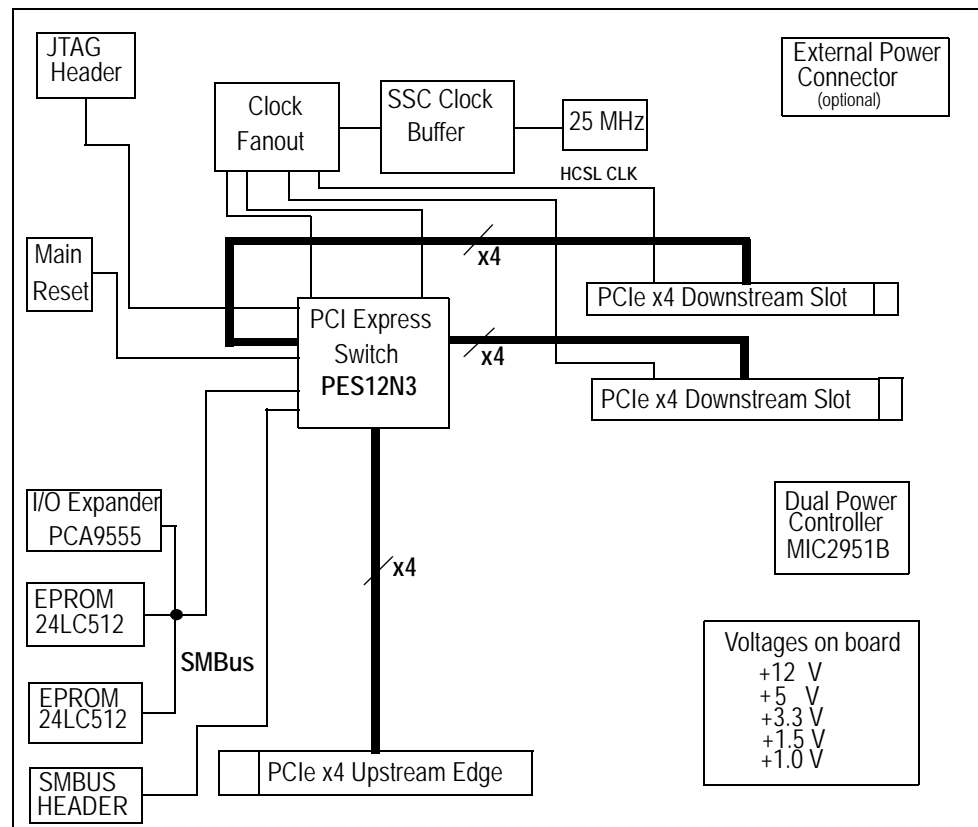 JTAG
Header
Clock
Fanout
SSC Clock
Buffer
25 MHz
External Power
Connector
(optional)
HCSL CLK
x4
Main
Reset
PCIe x4 Downstream Slot
PCI Express
Switch
PES12N3
x4
PCIe x4 Downstream Slot
I/O Expander
PCA9555
Dual Power
Controller
MIC2951B
x4
EPROM
24LC512
SMBus
EPROM
24LC512
Voltages on board
+12 V
+5 V
+3.3 V
+1.5 V
+1.0 V
PCIe x4 Upstream Edge
SMBUS
HEADER